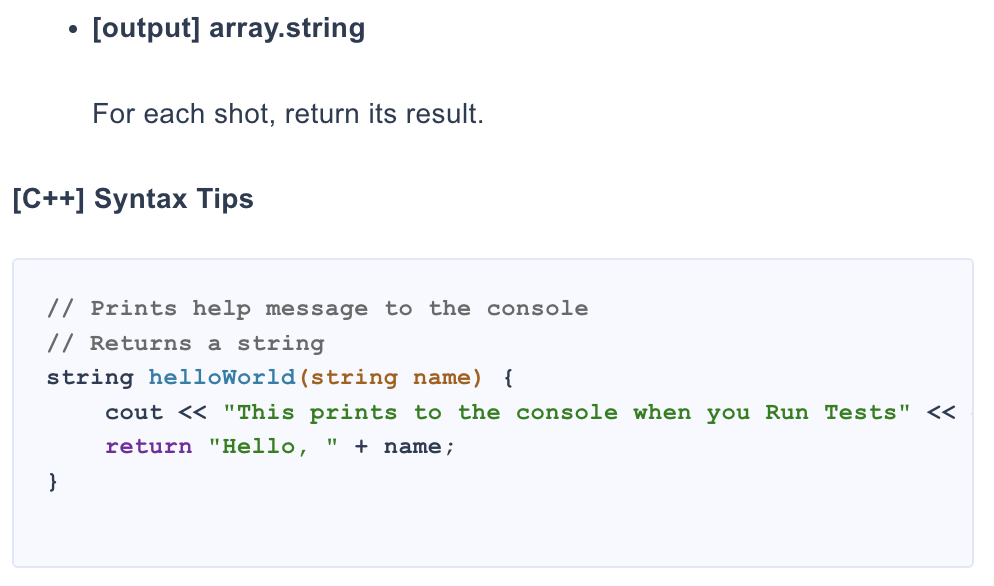 • [output] array.string
For each shot, return its result.
[C++] Syntax Tips
// Prints help message to the console
// Returns a string
string helloWorld(string name) {
    cout << "This prints to the console when you Run Tests" <<
    return "Hello, " + name;
}